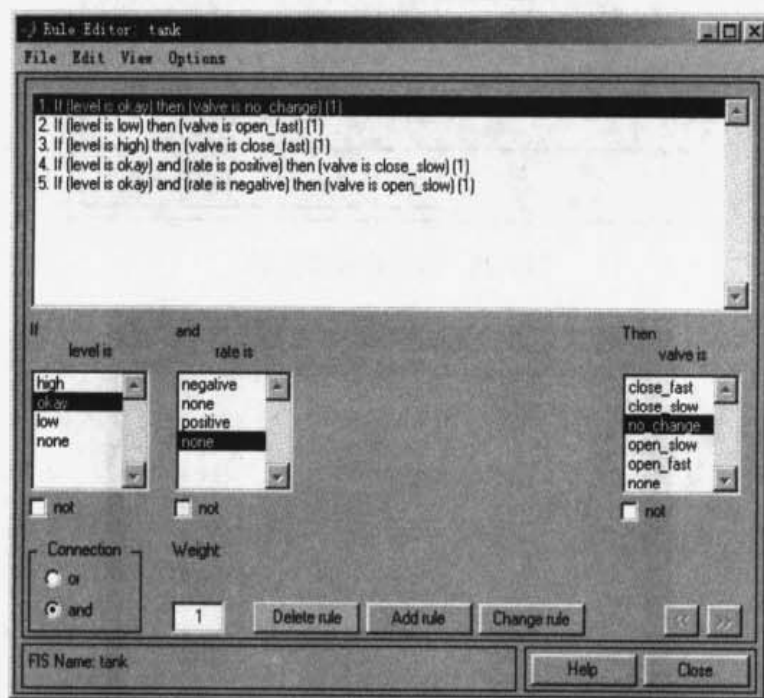 Rule Editor: tank
File Edit View Options
1. If (level is okay) then (valve is no_change) (1)
2. If (level is low) then (valve is open_fast) (1)
3. If (level is high) then (valve is close_fast) (1)
4. If (level is okay) and (rate is positive) then (valve is close_slow) (1)
5. If (level is okay) and (rate is negative) then (valve is open_slow) (1)
If and Then
level is rate is valve is
high negative close_fast
okay none close_slow
low positive no_change
none none open_slow
open_fast
none
not not not
Connection Weight:
or
and 1 Delete rule Add rule Change rule << >>
FIS Name: tank Help Close